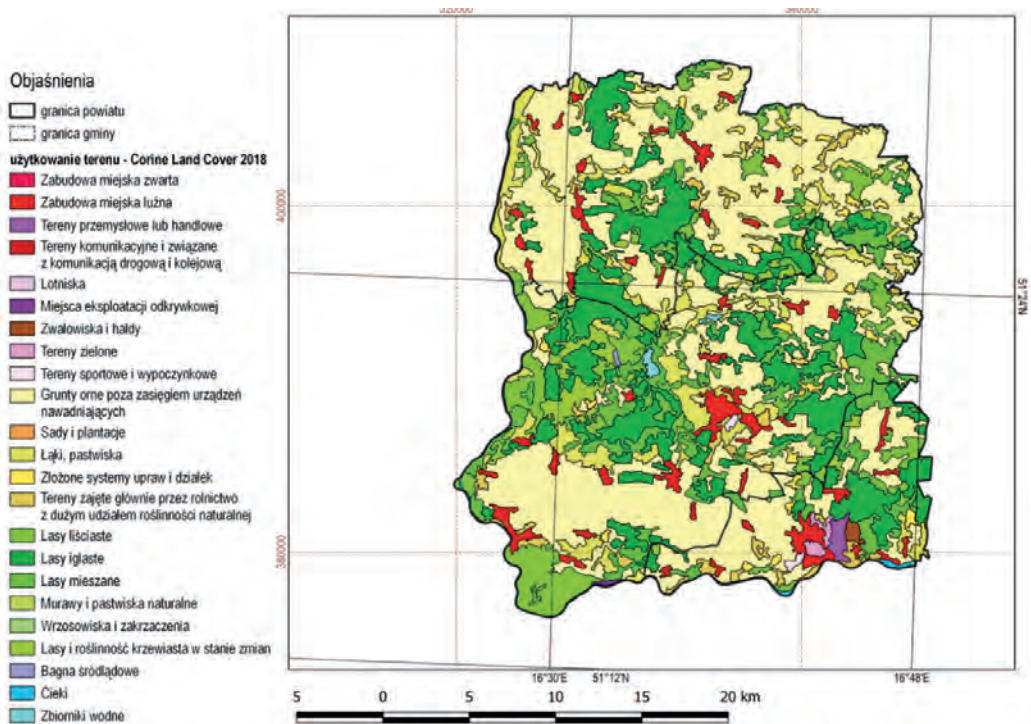 Objaśnienia
granica powiatu
granica gminy
użytkowanie terenu - Corine Land Cover 2018
Zabudowa miejska zwarta
Zabudowa miejska luźna
Tereny przemysłowe lub handlowe
Tereny komunikacyjne i związane
z komunikacją drogową i kolejową
Lotniska
Miejsca eksploatacji odkrywkowej
Zwałowiska i hałdy
Tereny zielone
Tereny sportowe i wypoczynkowe
Grunty orne poza zasięgiem urządzeń
nawadniających
Sady i plantacje
Łąki, pastwiska
Złożone systemy upraw i działek
Tereny zajęte głównie przez rolnictwo
z dużym udziałem roślinności naturalnej
Lasy liściaste
Lasy iglaste
Lasy mieszane
Murawy i pastwiska naturalne
Wrzosowiska i zakrzaczenia
Lasy i roślinność krzewiasta w stanie zmian
Bagna śródlądowe
Cieki
Zbiorniki wodne
400000
380000
51°24'N
16°30'E
51°12'N
16°48'E
5 0 5 10 15 20 km